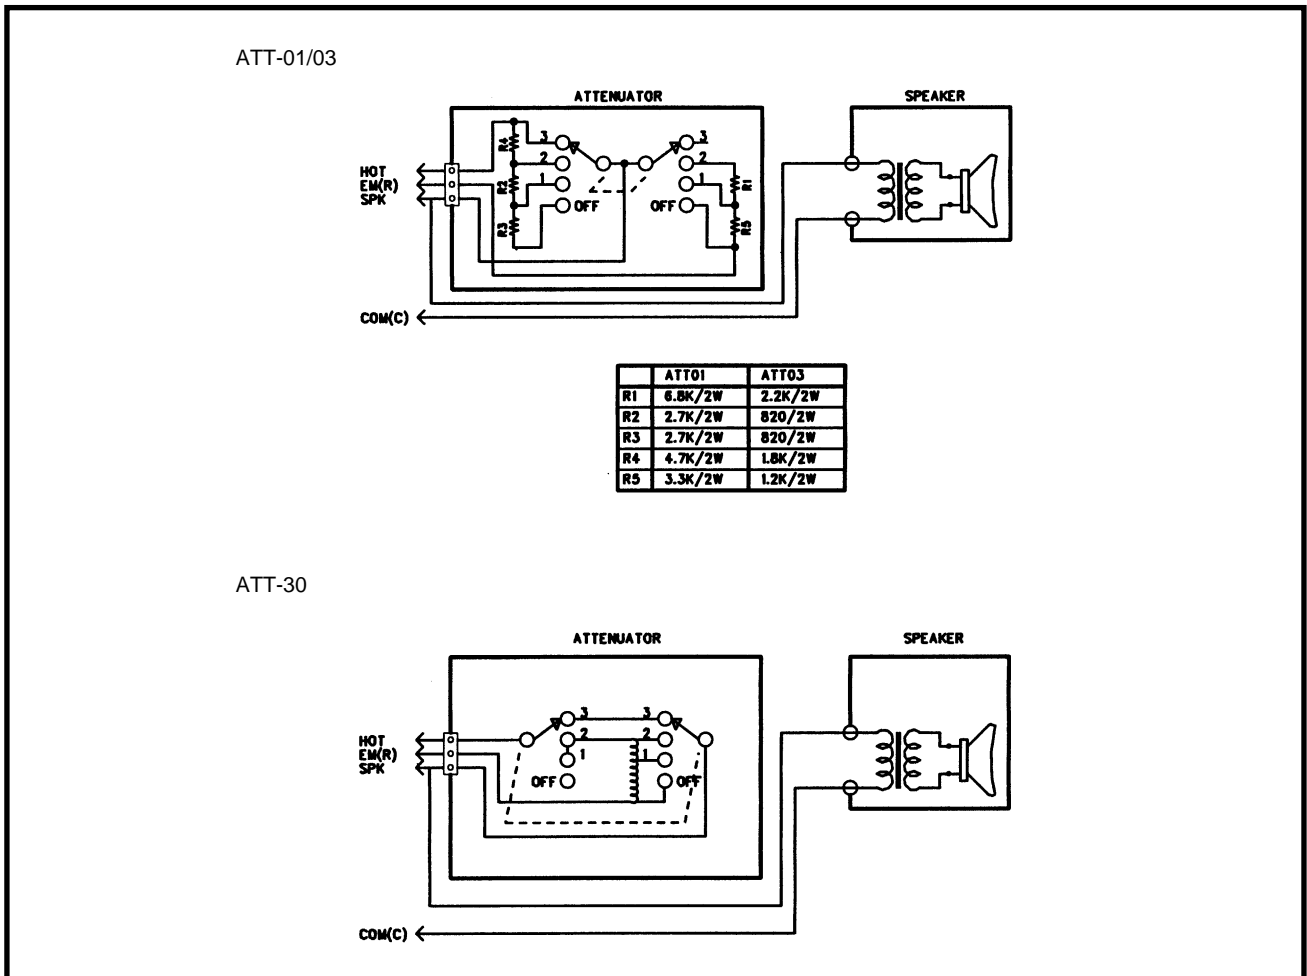 ATT-01/03
ATTENUATOR
SPEAKER
R4
3
3
2
2
HOT
EM(R)
SPK
R2
1
1
R1
OFF
OFF
R3
R5
COM(C)
ATT01 ATT03
R1 6.8K/2W 2.2K/2W
R2 2.7K/2W 820/2W
R3 2.7K/2W 820/2W
R4 4.7K/2W 1.8K/2W
R5 3.3K/2W 1.2K/2W
ATT-30
ATTENUATOR
SPEAKER
3
3
HOT
EM(R)
SPK
2
2
1
1
OFF
OFF
COM(C)